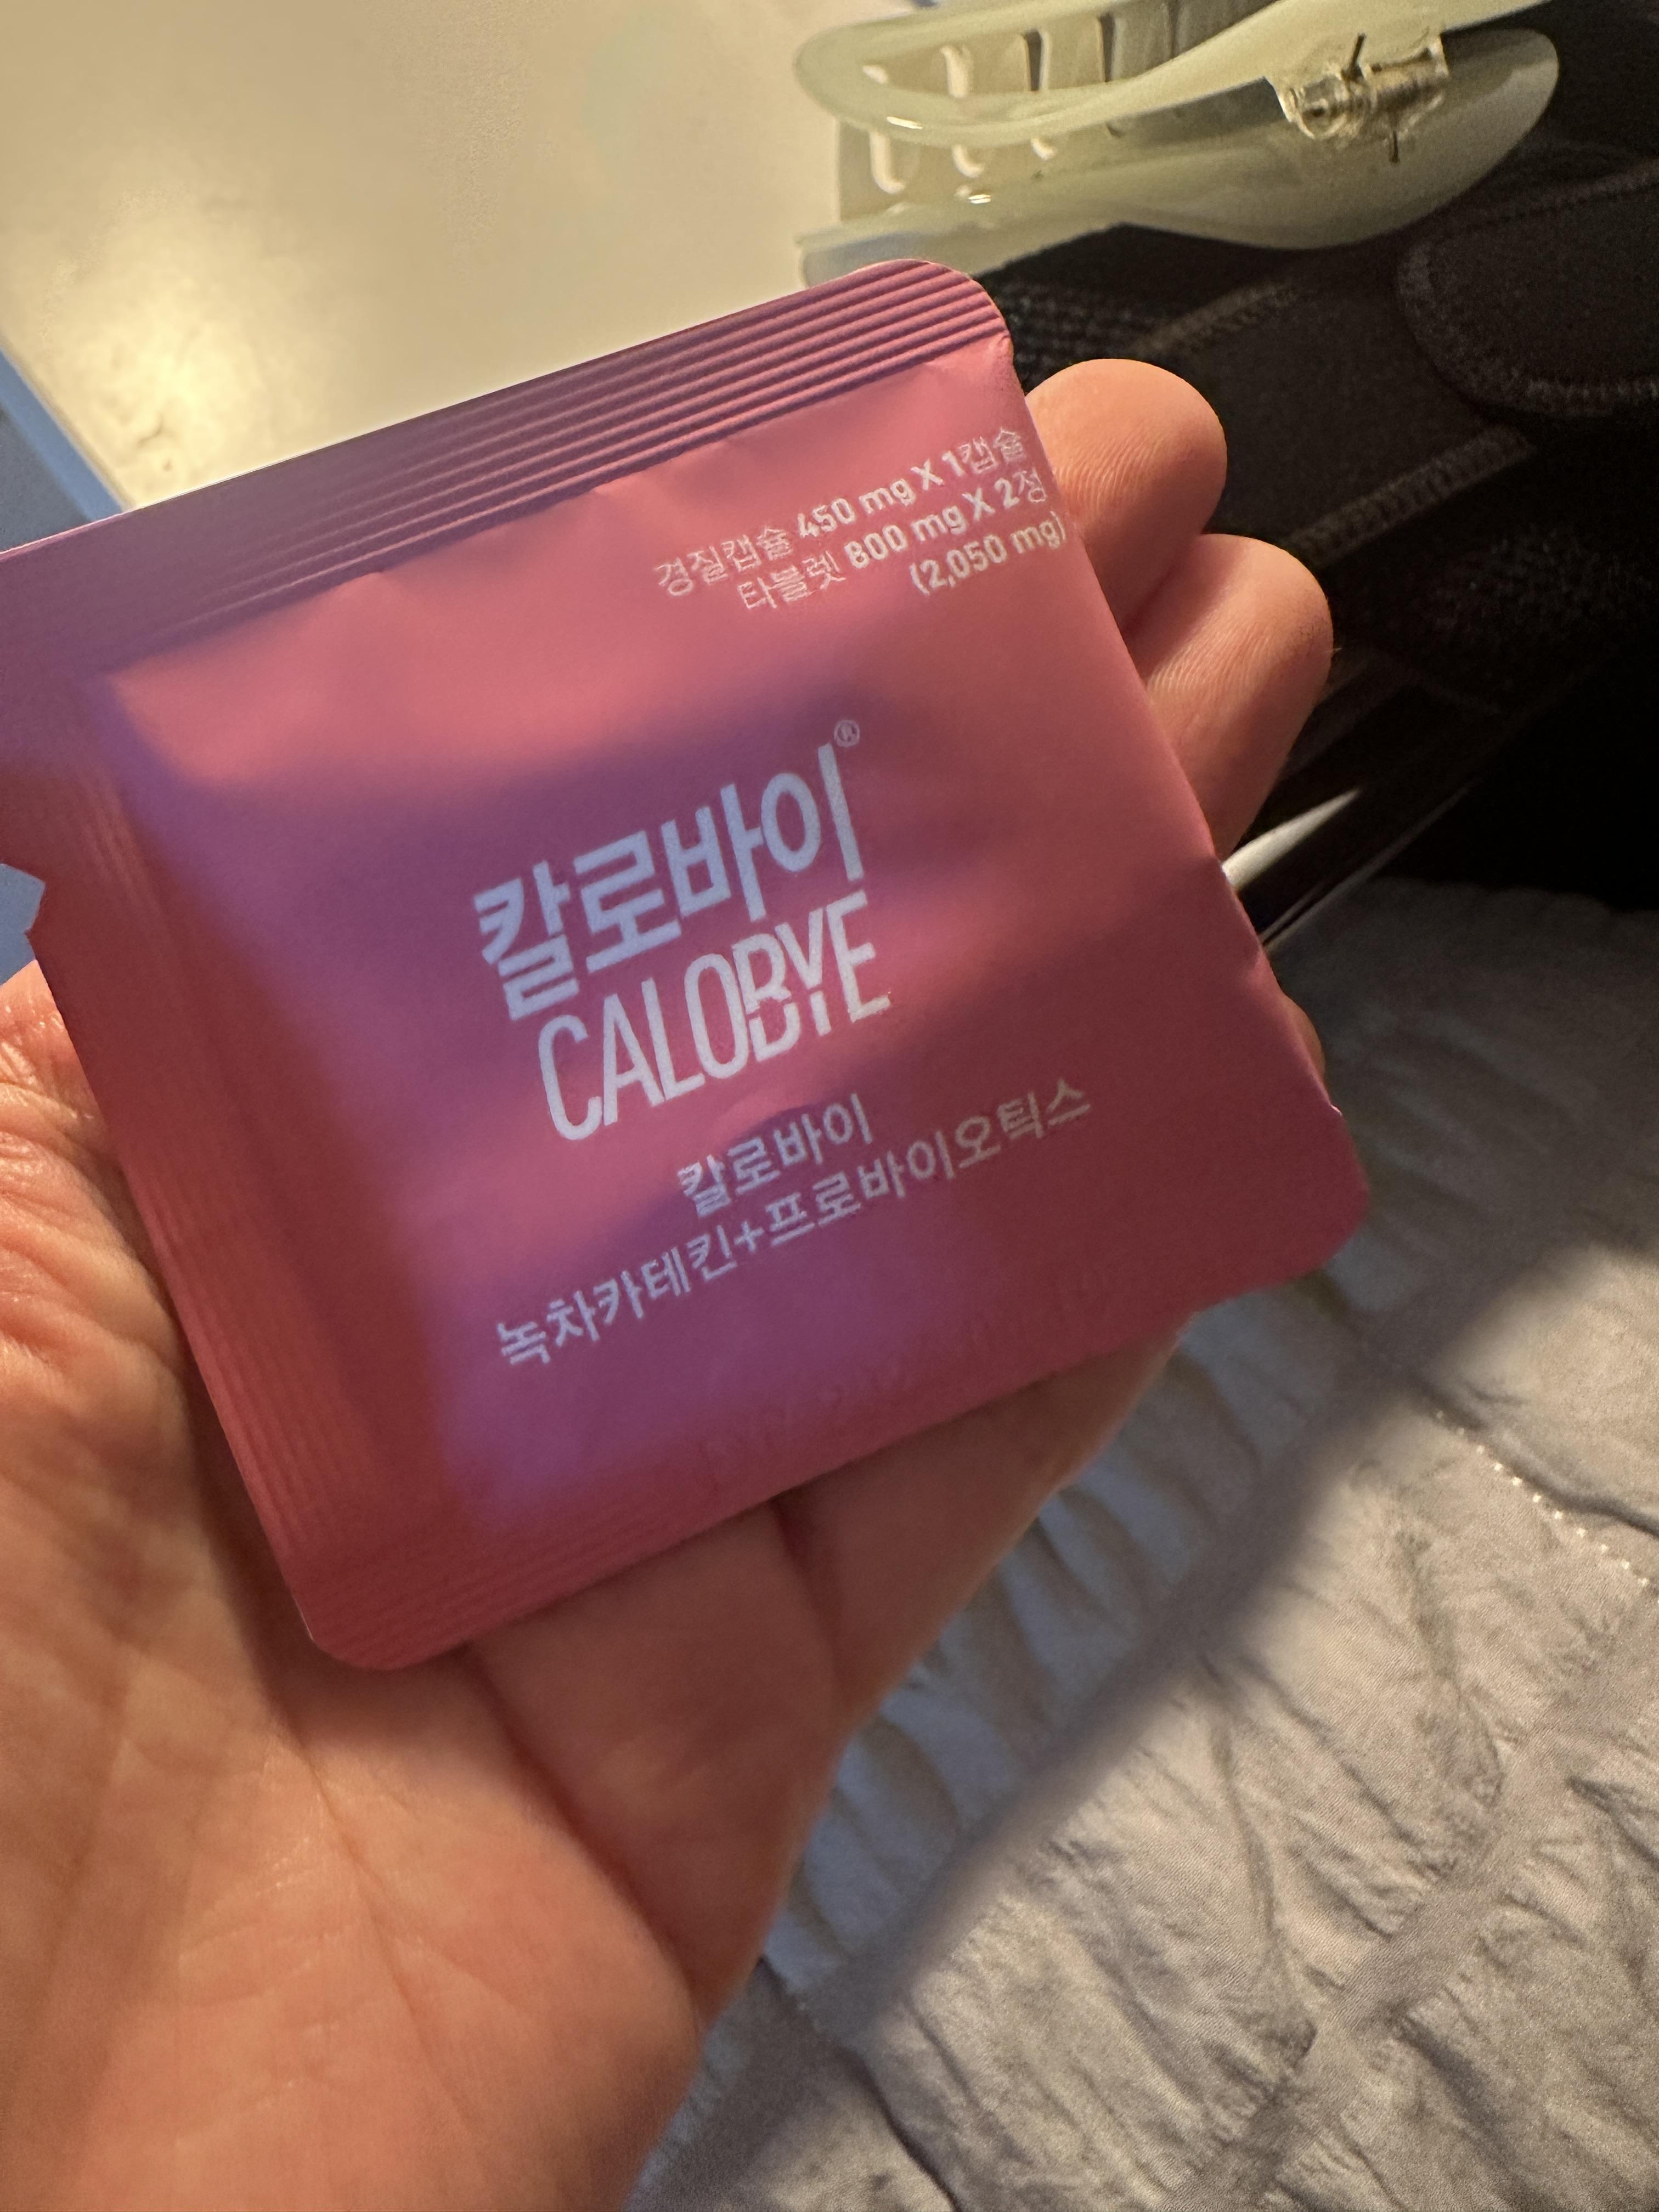 경질캡슐 450 mg X 1캡슐
타블렛 800 mg X 2정
(2,050 mg)
칼로바이®
CALOBYE
칼로바이
녹차카테킨+프로바이오틱스